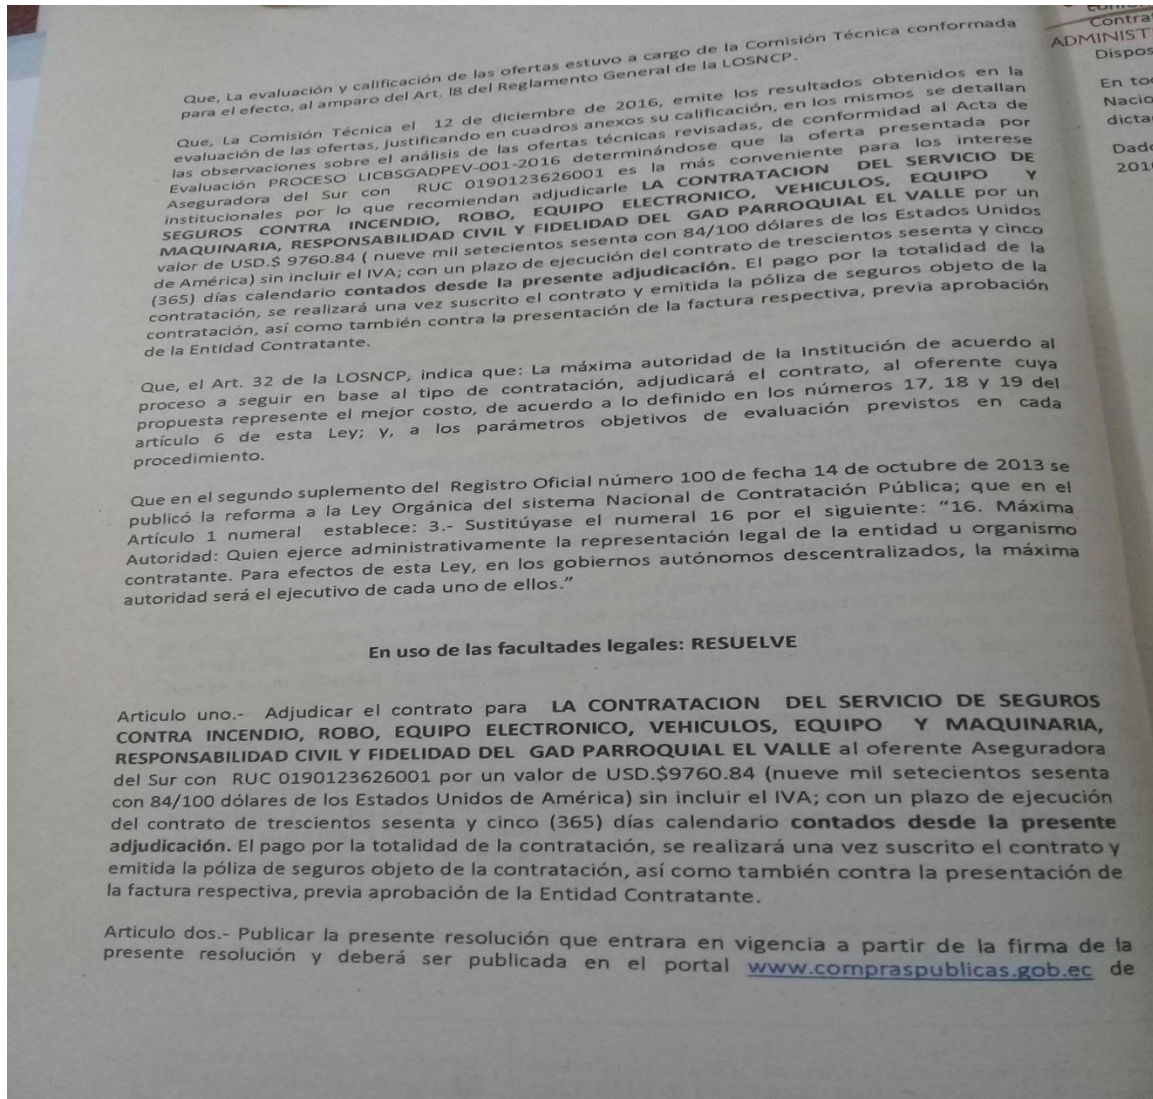 Que, La evaluación y calificación de las ofertas estuvo a cargo de la Comisión Técnica conformada
para el efecto, al amparo del Art. I8 del Reglamento General de la LOSNCP.
Que, La Comisión Técnica el 12 de diciembre de 2016, emite los resultados obtenidos en la
evaluación de las ofertas, justificando en cuadros anexos su calificación, en los mismos se detallan
las observaciones sobre el análisis de las ofertas técnicas revisadas, de conformidad al Acta de
Evaluación PROCESO LICBSGADPEV-001-2016 determinándose que la oferta presentada por
Aseguradora del Sur con RUC 0190123626001 es la más conveniente para los interese
institucionales por lo que recomiendan adjudicarle LA CONTRATACION DEL SERVICIO DE
SEGUROS CONTRA INCENDIO, ROBO, EQUIPO ELECTRONICO, VEHICULOS, EQUIPO Y
MAQUINARIA, RESPONSABILIDAD CIVIL Y FIDELIDAD DEL GAD PARROQUIAL EL VALLE por un
valor de USD.$ 9760.84 ( nueve mil setecientos sesenta con 84/100 dólares de los Estados Unidos
de América) sin incluir el IVA; con un plazo de ejecución del contrato de trescientos sesenta y cinco
(365) días calendario contados desde la presente adjudicación. El pago por la totalidad de la
contratación, se realizará una vez suscrito el contrato y emitida la póliza de seguros objeto de la
contratación, así como también contra la presentación de la factura respectiva, previa aprobación
de la Entidad Contratante.
Que, el Art. 32 de la LOSNCP, indica que: La máxima autoridad de la Institución de acuerdo al
proceso a seguir en base al tipo de contratación, adjudicará el contrato, al oferente cuya
propuesta represente el mejor costo, de acuerdo a lo definido en los números 17, 18 y 19 del
artículo 6 de esta Ley; y, a los parámetros objetivos de evaluación previstos en cada
procedimiento.
Que en el segundo suplemento del Registro Oficial número 100 de fecha 14 de octubre de 2013 se
publicó la reforma a la Ley Orgánica del sistema Nacional de Contratación Pública; que en el
Artículo 1 numeral establece: 3.- Sustitúyase el numeral 16 por el siguiente: “16. Máxima
Autoridad: Quien ejerce administrativamente la representación legal de la entidad u organismo
contratante. Para efectos de esta Ley, en los gobiernos autónomos descentralizados, la máxima
autoridad será el ejecutivo de cada uno de ellos.”
En uso de las facultades legales: RESUELVE
Articulo uno.- Adjudicar el contrato para LA CONTRATACION DEL SERVICIO DE SEGUROS
CONTRA INCENDIO, ROBO, EQUIPO ELECTRONICO, VEHICULOS, EQUIPO Y MAQUINARIA,
RESPONSABILIDAD CIVIL Y FIDELIDAD DEL GAD PARROQUIAL EL VALLE al oferente Aseguradora
del Sur con RUC 0190123626001 por un valor de USD.$9760.84 (nueve mil setecientos sesenta
con 84/100 dólares de los Estados Unidos de América) sin incluir el IVA; con un plazo de ejecución
del contrato de trescientos sesenta y cinco (365) días calendario contados desde la presente
adjudicación. El pago por la totalidad de la contratación, se realizará una vez suscrito el contrato y
emitida la póliza de seguros objeto de la contratación, así como también contra la presentación de
la factura respectiva, previa aprobación de la Entidad Contratante.
Articulo dos.- Publicar la presente resolución que entrara en vigencia a partir de la firma de la
presente resolución y deberá ser publicada en el portal www.compraspublicas.gob.ec de
Contra
ADMINIST
Dispos
En to
Nacio
dicta
Dad
201